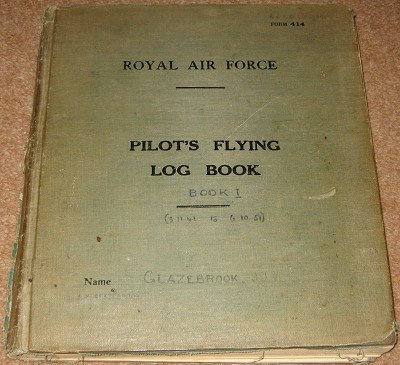 FORM 414
ROYAL AIR FORCE
PILOT'S FLYING
LOG BOOK
BOOK I
Name GLAZEBROOK. J.J